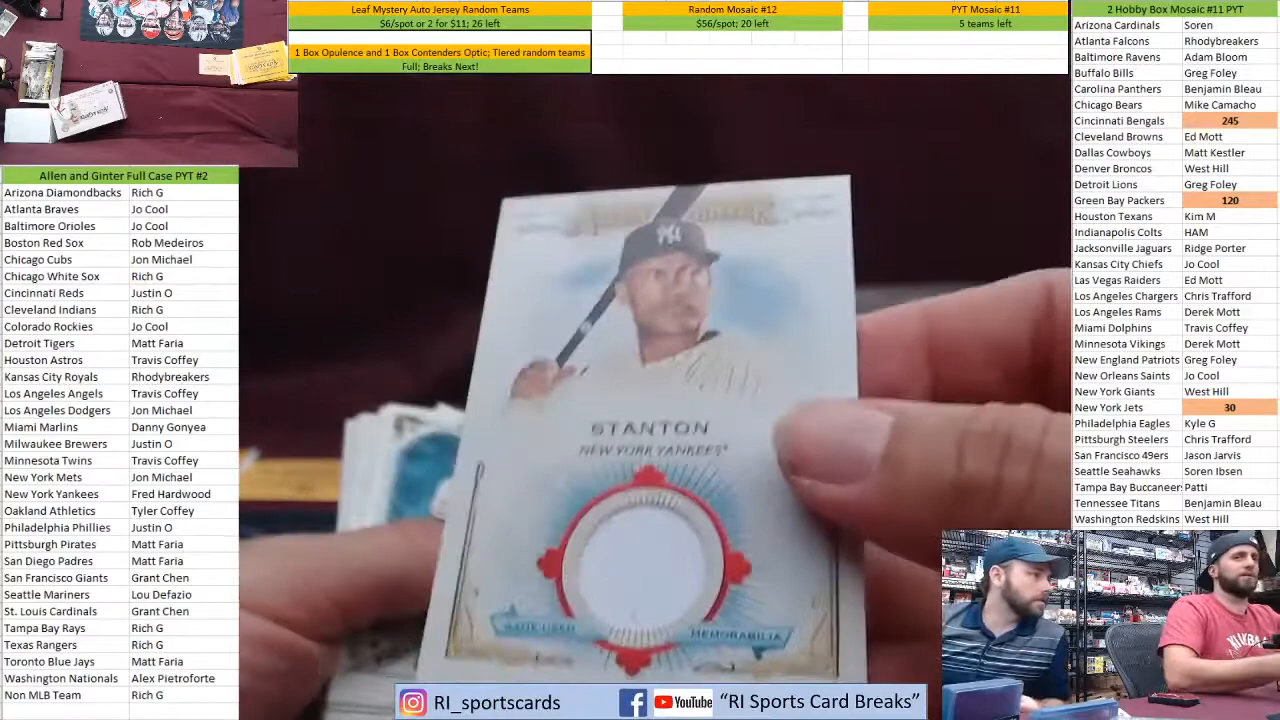 Leaf Mystery Auto Jersey Random Teams
$6/spot or 2 for $11; 26 left
1 Box Opulence and 1 Box Contenders Optic; Tiered random teams
Full; Breaks Next!
Random Mosaic #12
$56/spot; 20 left
PYT Mosaic #11
5 teams left
2 Hobby Box Mosaic #11 PYT
Arizona Cardinals Soren
Atlanta Falcons Rhodybreakers
Baltimore Ravens Adam Bloom
Buffalo Bills Greg Foley
Carolina Panthers Benjamin Bleau
Chicago Bears Mike Camacho
Cincinnati Bengals 245
Cleveland Browns Ed Mott
Dallas Cowboys Matt Kestler
Denver Broncos West Hill
Detroit Lions Greg Foley
Green Bay Packers 120
Houston Texans Kim M
Indianapolis Colts HAM
Jacksonville Jaguars Ridge Porter
Kansas City Chiefs Jo Cool
Las Vegas Raiders Ed Mott
Los Angeles Chargers Chris Trafford
Los Angeles Rams Derek Mott
Miami Dolphins Travis Coffey
Minnesota Vikings Derek Mott
New England Patriots Greg Foley
New Orleans Saints Jo Cool
New York Giants West Hill
New York Jets 30
Philadelphia Eagles Kyle G
Pittsburgh Steelers Chris Trafford
San Francisco 49ers Jason Jarvis
Seattle Seahawks Soren Ibsen
Tampa Bay Buccaneer Patti
Tennessee Titans Benjamin Bleau
Washington Redskins West Hill
Allen and Ginter Full Case PYT #2
Arizona Diamondbacks Rich G
Atlanta Braves Jo Cool
Baltimore Orioles Jo Cool
Boston Red Sox Rob Medeiros
Chicago Cubs Jon Michael
Chicago White Sox Rich G
Cincinnati Reds Justin O
Cleveland Indians Rich G
Colorado Rockies Jo Cool
Detroit Tigers Matt Faria
Houston Astros Travis Coffey
Kansas City Royals Rhodybreakers
Los Angeles Angels Travis Coffey
Los Angeles Dodgers Jon Michael
Miami Marlins Danny Gonyea
Milwaukee Brewers Justin O
Minnesota Twins Travis Coffey
New York Mets Jon Michael
New York Yankees Fred Hardwood
Oakland Athletics Tyler Coffey
Philadelphia Phillies Justin O
Pittsburgh Pirates Matt Faria
San Diego Padres Matt Faria
San Francisco Giants Grant Chen
Seattle Mariners Lou Defazio
St. Louis Cardinals Grant Chen
Tampa Bay Rays Rich G
Texas Rangers Rich G
Toronto Blue Jays Matt Faria
Washington Nationals Alex Pietroforte
Non MLB Team Rich G
NY
STANTON
NEW YORK YANKEES
GAME-USED MEMORABILIA
RI_sportscards
YouTube
"RI Sports Card Breaks"